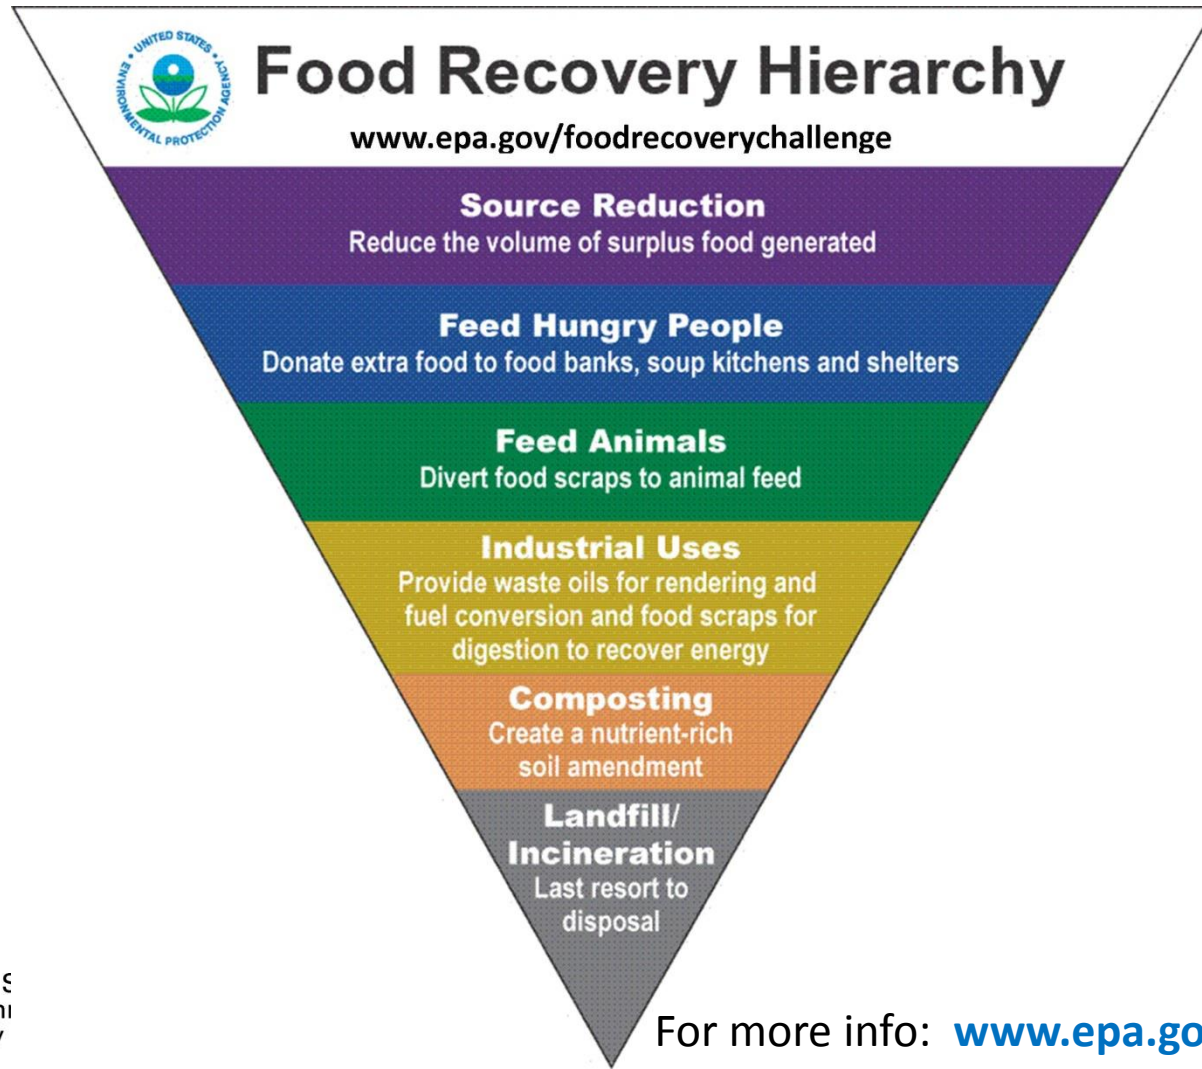 UNITED STATES
ENVIRONMENTAL PROTECTION AGENCY
Food Recovery Hierarchy
www.epa.gov/foodrecoverychallenge
Source Reduction
Reduce the volume of surplus food generated
Feed Hungry People
Donate extra food to food banks, soup kitchens and shelters
Feed Animals
Divert food scraps to animal feed
Industrial Uses
Provide waste oils for rendering and
fuel conversion and food scraps for
digestion to recover energy
Composting
Create a nutrient-rich
soil amendment
Landfill/
Incineration
Last resort to
disposal
For more info: www.epa.go